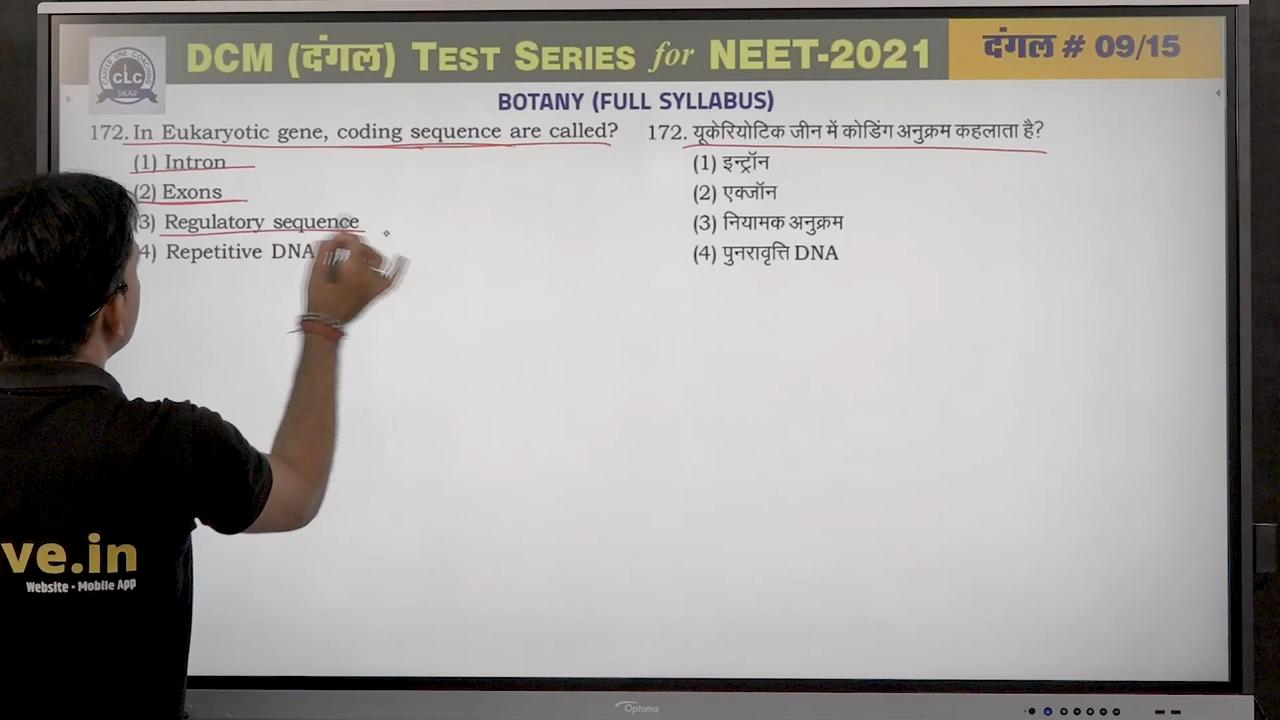 DCM (दंगल) TEST SERIES for NEET-2021
दंगल # 09/15
CLC
SIKAR
BOTANY (FULL SYLLABUS)
172. In Eukaryotic gene, coding sequence are called?
(1) Intron
(2) Exons
3) Regulatory sequence
4) Repetitive DNA
172. यूकेरियोटिक जीन में कोडिंग अनुक्रम कहलाता है?
(1) इन्ट्रॉन
(2) एक्जॉन
(3) नियामक अनुक्रम
(4) पुनरावृत्ति DNA
ve.in
Website - Mobile App
Optoma